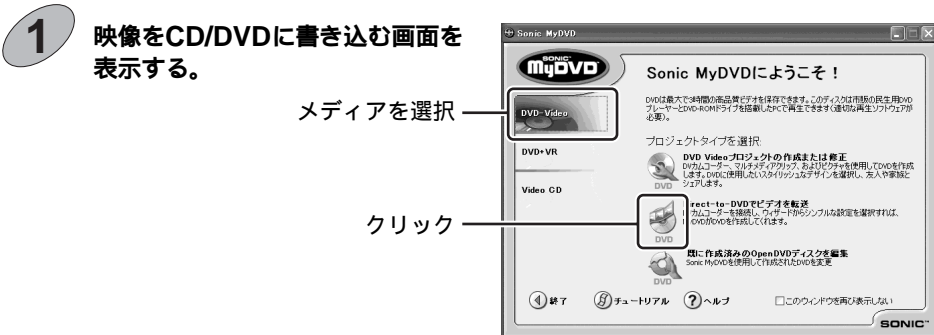 1
映像をCD/DVDに書き込む画面を
表示する。
メディアを選択
クリック
Sonic MyDVD
SONIC
MyDVD
Sonic MyDVDにようこそ！
DVD-Video
DVD+VR
Video CD
DVDは最大で3時間の高品質ビデオを保存できます。このディスクは市販の民生用DVD
プレーヤーとDVD-ROMドライブを搭載したPCで再生できます(適切な再生ソフトウェアが
必要)。
プロジェクトタイプを選択:
DVD Videoプロジェクトの作成または修正
DVカムコーダー、マルチメディアクリップ、およびピクチャを使用してDVDを作成
します。DVDに使用したいスタイリッシュなデザインを選択し、友人や家族と
シェアします。
DVD
rect-to-DVDでビデオを転送
カムコーダーを接続し、ウィザードからシンプルな設定を選択すれば、
DVDがDVDを作成してくれます。
DVD
既に作成済みのOpenDVDディスクを編集
Sonic MyDVDを使用して作成されたDVDを変更
DVD
終了
チュートリアル
ヘルプ
このウィンドウを再び表示しない
SONIC